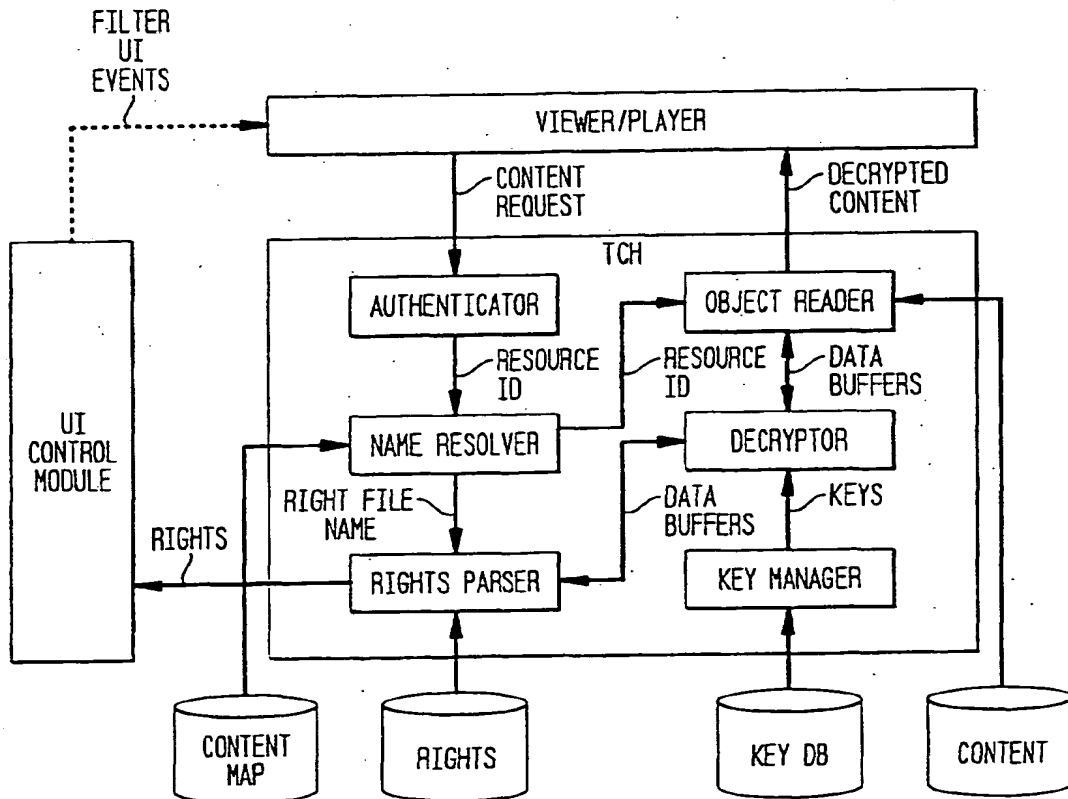 FILTER
UI
EVENTS
VIEWER/PLAYER
CONTENT
REQUEST
DECRYPTED
CONTENT
TCH
AUTHENTICATOR
OBJECT READER
RESOURCE
ID
RESOURCE
ID
DATA
BUFFERS
UI
CONTROL
MODULE
NAME RESOLVER
DECRYPTOR
RIGHT FILE
NAME
DATA
BUFFERS
KEYS
RIGHTS
RIGHTS PARSER
KEY MANAGER
CONTENT
MAP
RIGHTS
KEY DB
CONTENT